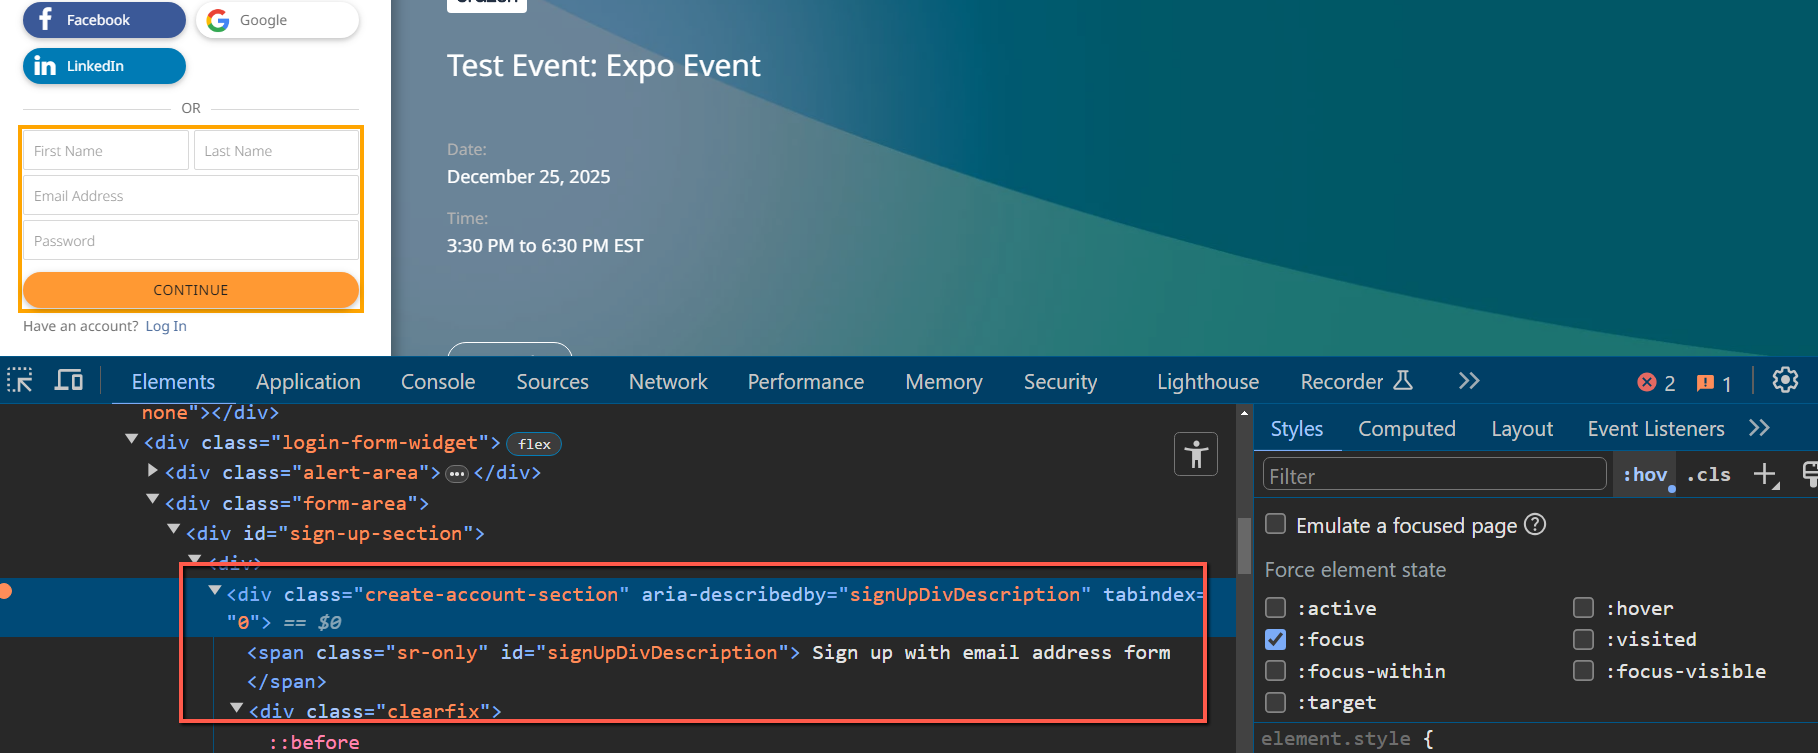 Facebook
Google
LinkedIn
OR
First Name
Last Name
Email Address
Password
CONTINUE
Have an account? Log In
Test Event: Expo Event
Date:
December 25, 2025
Time:
3:30 PM to 6:30 PM EST
Elements Application Console Sources Network Performance Memory Security Lighthouse Recorder 2 1
none"></div>
<div class="login-form-widget"> flex
<div class="alert-area"> ••• </div>
<div class="form-area">
<div id="sign-up-section">
<div>
<div class="create-account-section" aria-describedby="signUpDivDescription" tabindex=
"0"> == $0
<span class="sr-only" id="signUpDivDescription"> Sign up with email address form
</span>
<div class="clearfix">
::before
Styles Computed Layout Event Listeners
Filter :hov .cls
Emulate a focused page ?
Force element state
:active :hover
:focus :visited
:focus-within :focus-visible
:target
element.style {